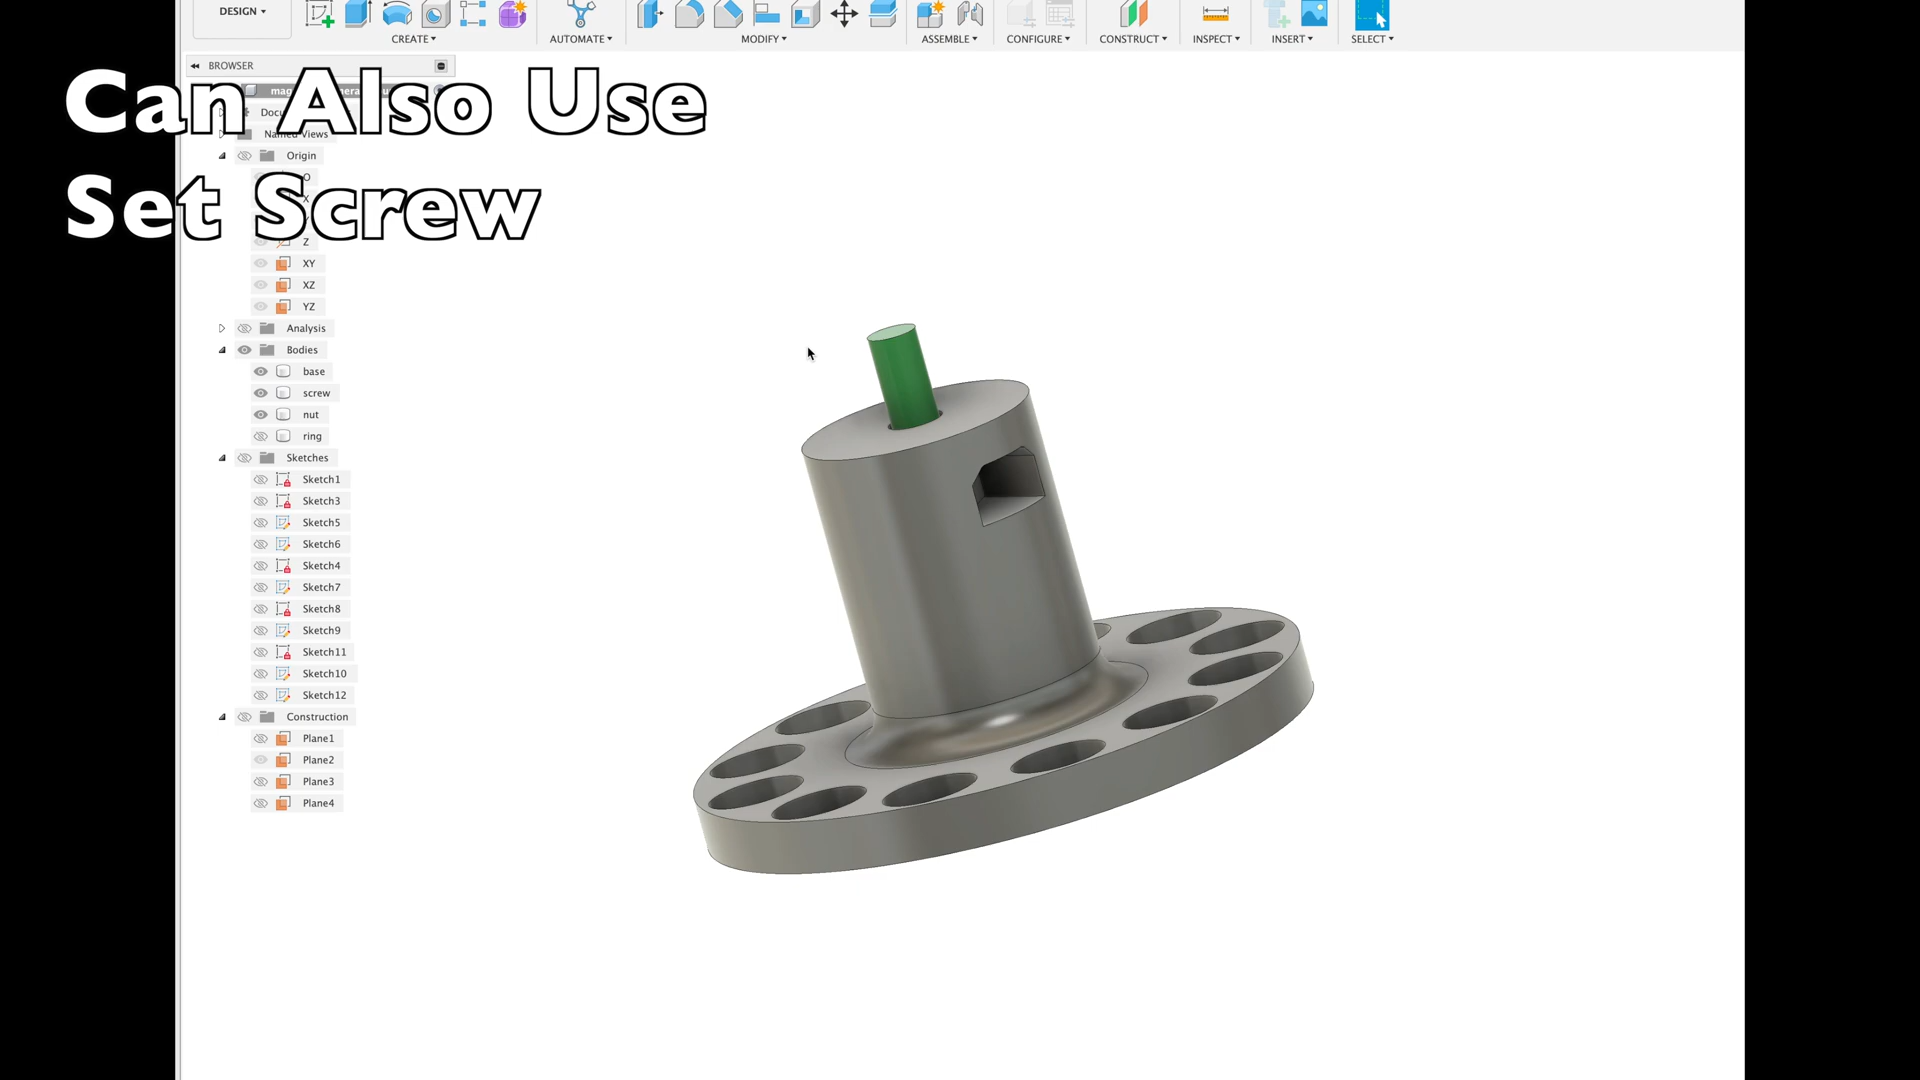 DESIGN
CREATE
AUTOMATE
MODIFY
ASSEMBLE
CONFIGURE
CONSTRUCT
INSPECT
INSERT
SELECT
BROWSER
Can Also Use
Set Screw
Named Views
Origin
O
X
Z
XY
XZ
YZ
Analysis
Bodies
base
screw
nut
ring
Sketches
Sketch1
Sketch3
Sketch5
Sketch6
Sketch4
Sketch7
Sketch8
Sketch9
Sketch11
Sketch10
Sketch12
Construction
Plane1
Plane2
Plane3
Plane4